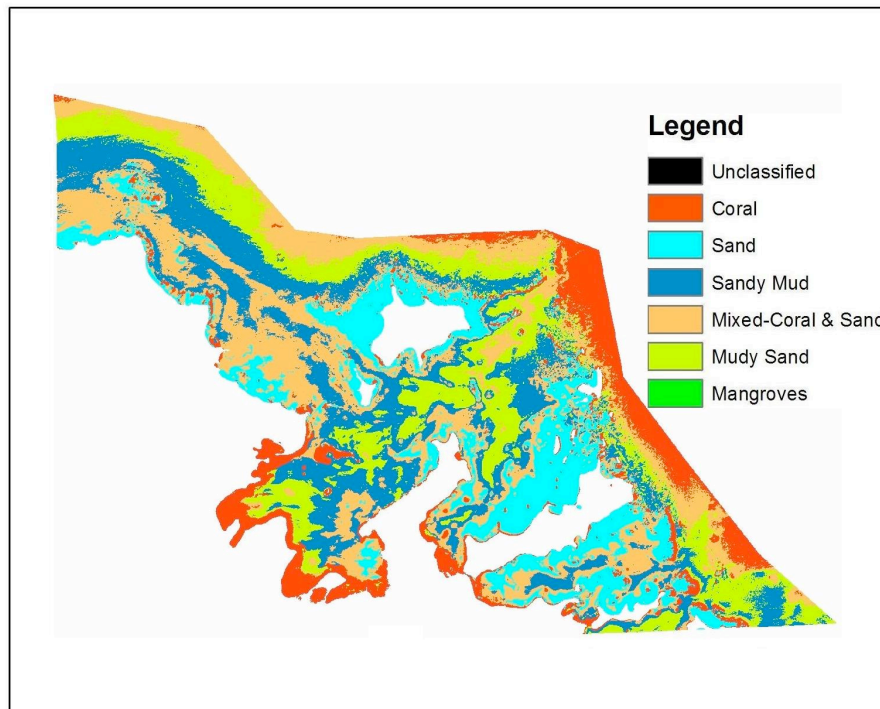 Legend
Unclassified
Coral
Sand
Sandy Mud
Mixed-Coral & Sand
Mudy Sand
Mangroves